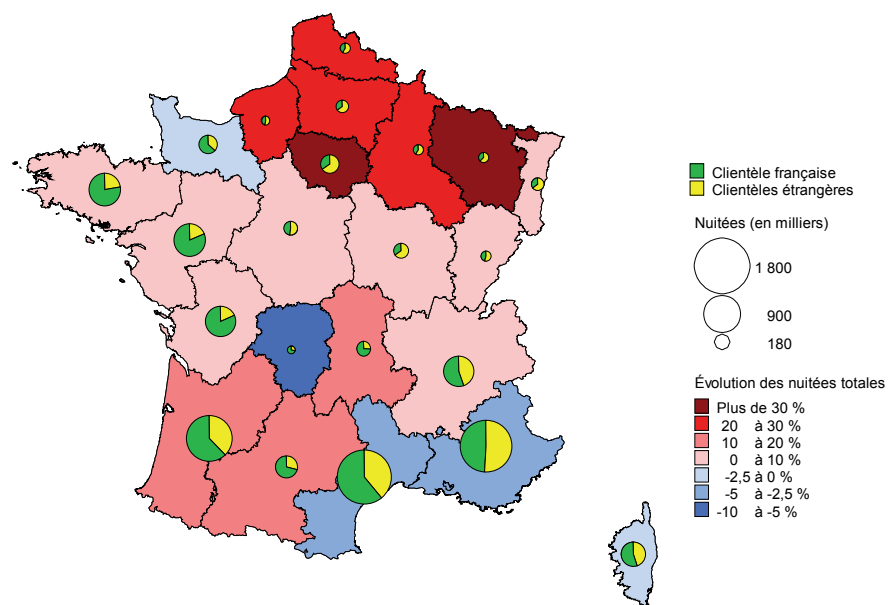 Clientèle française
Clientèles étrangères
Nuitées (en milliers)
1 800
900
180
Évolution des nuitées totales
Plus de 30 %
20 à 30 %
10 à 20 %
0 à 10 %
-2,5 à 0 %
-5 à -2,5 %
-10 à -5 %